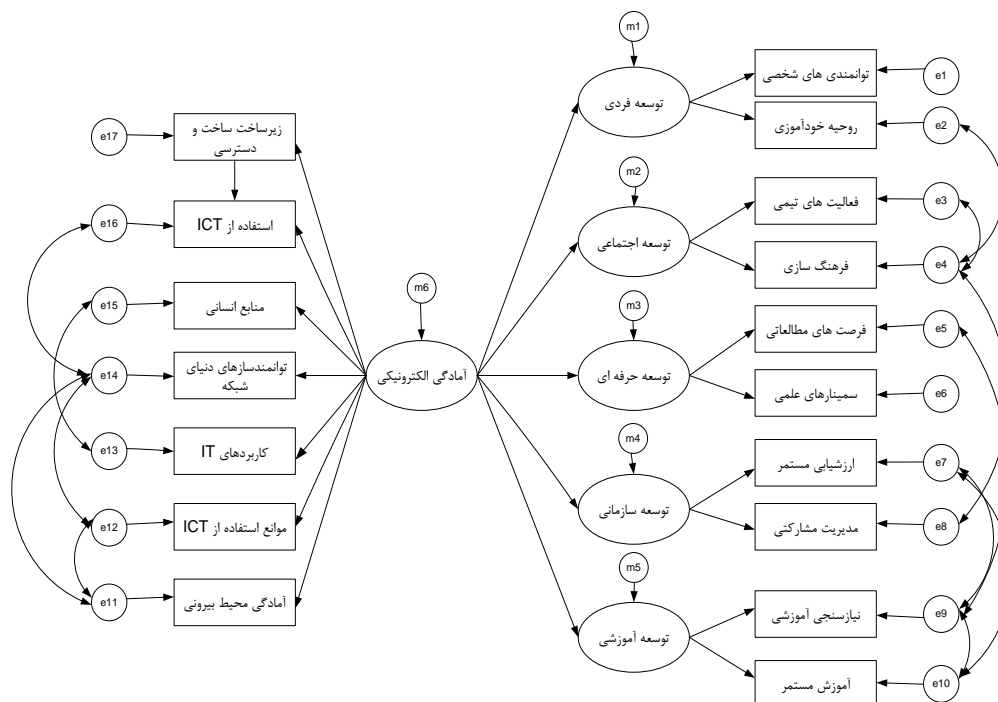 m1
توانمندی های شخصی
e1
توسعه فردی
زیرساخت ساخت و
دسترسی
e17
روحیه خودآموزی
e2
m2
فعالیت های تیمی
e3
استفاده از ICT
e16
توسعه اجتماعی
فرهنگ سازی
e4
m6
منابع انسانی
e15
m3
فرصت های مطالعاتی
e5
توانمندسازهای دنیای
شبکه
e14
آمادگی الکترونیکی
توسعه حرفه ای
سمینارهای علمی
e6
کاربردهای IT
e13
m4
ارزشیابی مستمر
e7
توسعه سازمانی
موانع استفاده از ICT
e12
مدیریت مشارکتی
e8
m5
آمادگی محیط بیرونی
e11
نیازسنجی آموزشی
e9
توسعه آموزشی
آموزش مستمر
e10